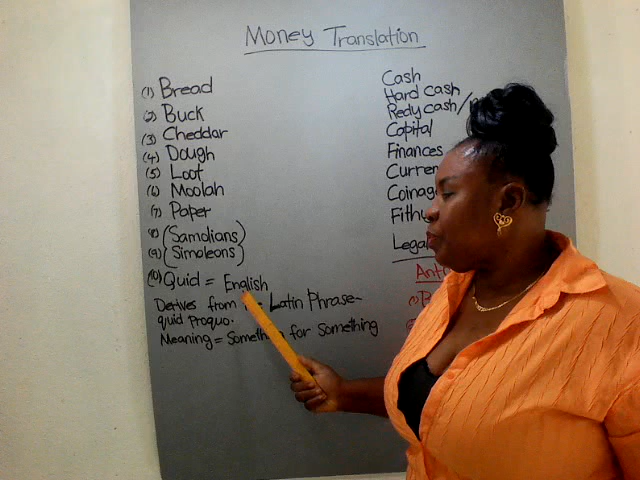 Money Translation
(1) Bread
(2) Buck
(3) Cheddar
(4) Dough
(5) Loot
(6) Moolah
(7) Paper
(8) (Samolians)
(9) (Simoleons)
(10) Quid = English
Derives from Latin Phrase-
quid proquo.
Meaning = for Something
Cash
Hard cash
Redy cash/
Capital
Finances
Legal